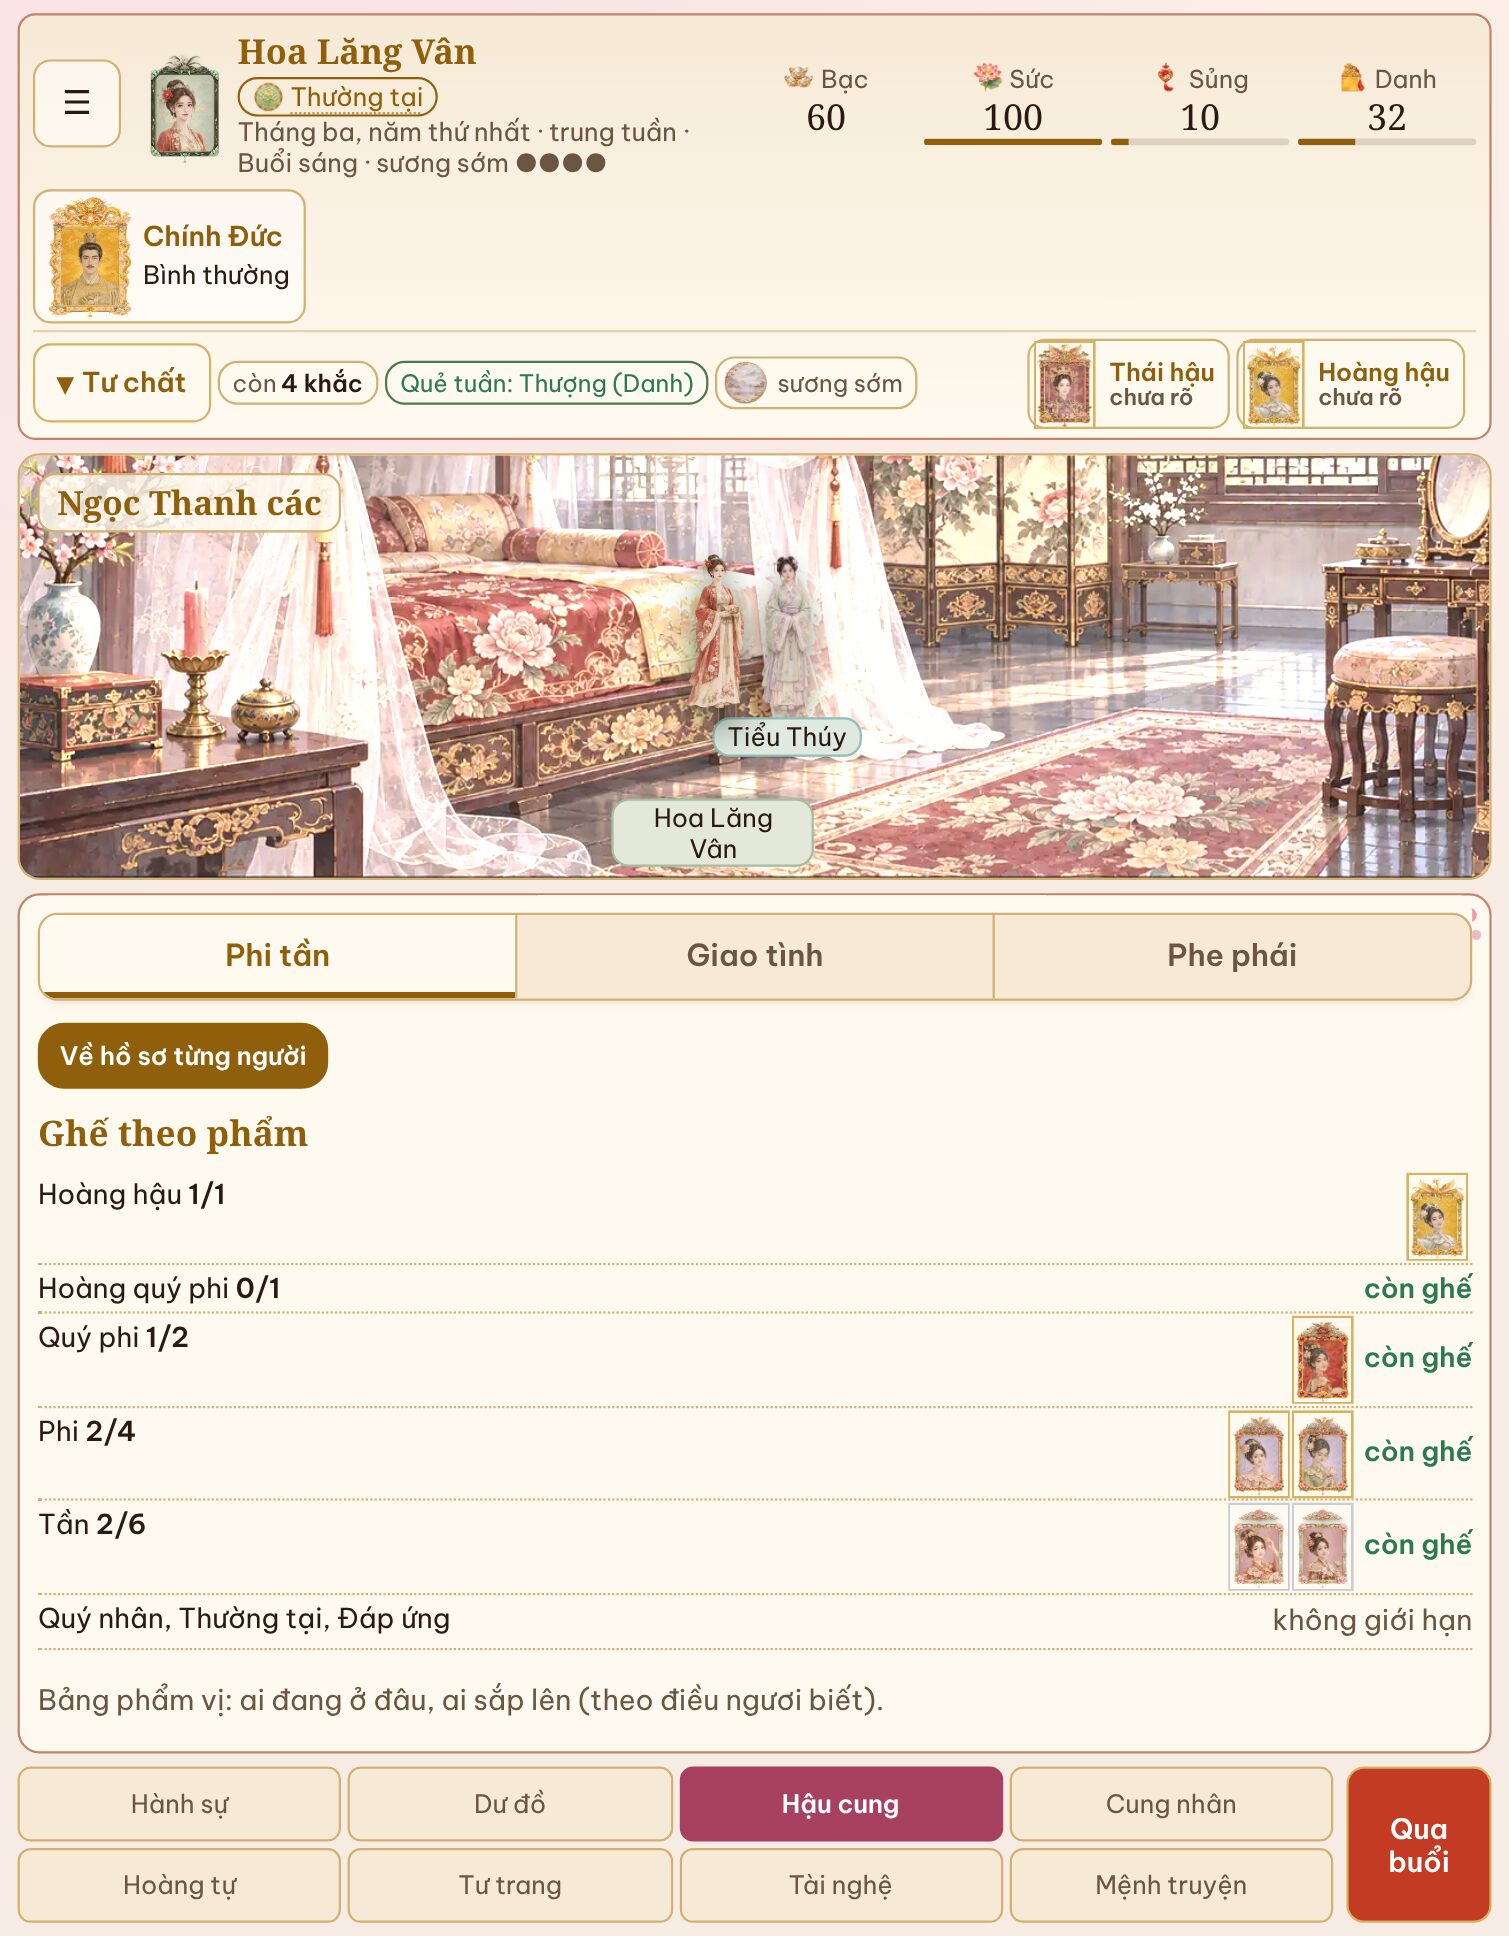 ☰
Hoa Lăng Vân
Thường tại
Tháng ba, năm thứ nhất · trung tuần ·
Buổi sáng · sương sớm ●●●●
Bạc
60
Sức
100
Sủng
10
Danh
32
Chính Đức
Bình thường
▼ Tư chất
còn 4 khắc
Quẻ tuần: Thượng (Danh)
sương sớm
Thái hậu
chưa rõ
Hoàng hậu
chưa rõ
Ngọc Thanh các
Tiểu Thúy
Hoa Lăng
Vân
Phi tần
Giao tình
Phe phái
Về hồ sơ từng người
Ghế theo phẩm
Hoàng hậu 1/1
Hoàng quý phi 0/1 còn ghế
Quý phi 1/2 còn ghế
Phi 2/4 còn ghế
Tần 2/6 còn ghế
Quý nhân, Thường tại, Đáp ứng không giới hạn
Bảng phẩm vị: ai đang ở đâu, ai sắp lên (theo điều ngươi biết).
Hành sự
Dư đồ
Hậu cung
Cung nhân
Hoàng tự
Tư trang
Tài nghệ
Mệnh truyện
Qua
buổi